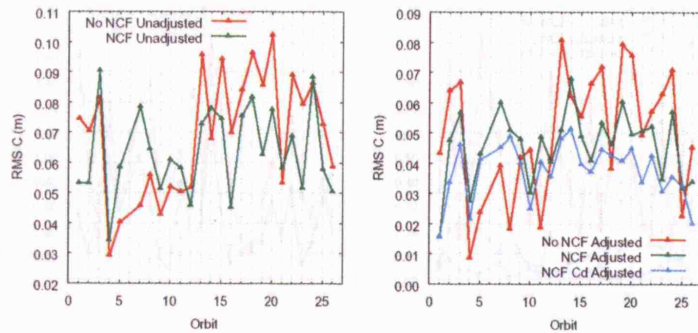 No NCF Unadjusted
NCF Unadjusted
RMS C (m)
0.11
0.10
0.09
0.08
0.07
0.06
0.05
0.04
0.03
0.02
0 5 10 15 20 25
Orbit
RMS C (m)
0.09
0.08
0.07
0.06
0.05
0.04
0.03
0.02
0.01
0.00
No NCF Adjusted
NCF Adjusted
NCF Cd Adjusted
0 5 10 15 20 25
Orbit